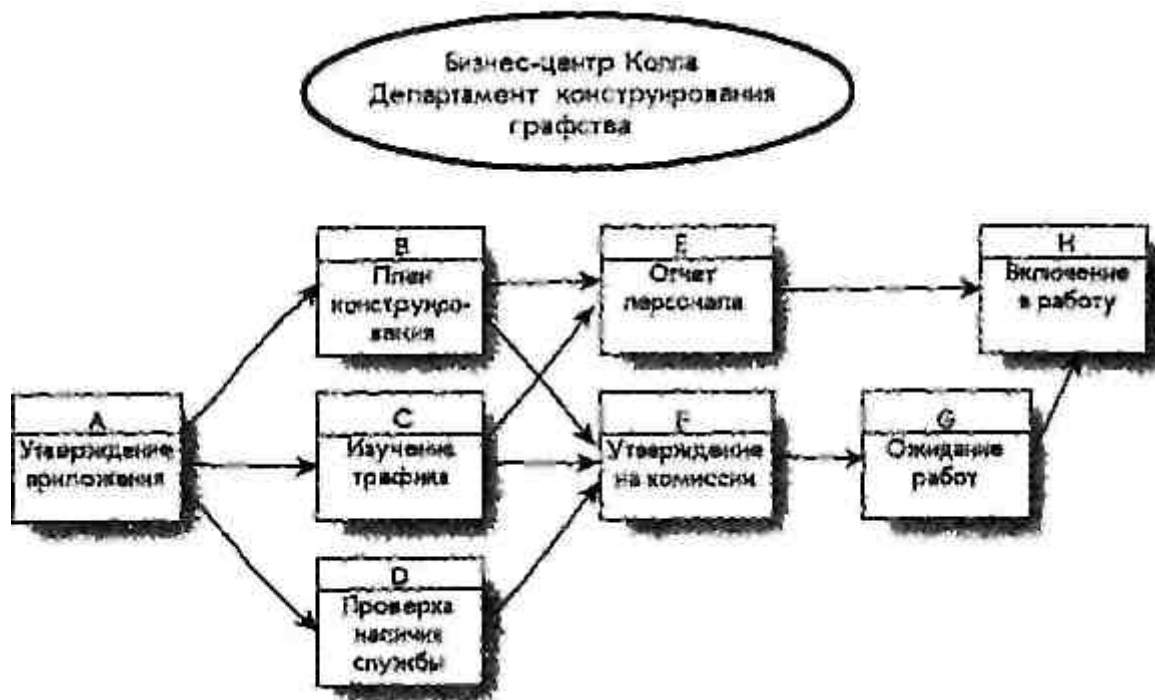 Бизнес-центр Колла
Департамент конструирования
графства
B
План
конструиро-
вания
E
Отчет
персонала
H
Включение
в работу
A
Утверждение
приложения
C
Изучение
трафика
F
Утверждение
на комиссии
G
Ожидание
работ
D
Проверка
наличия
службы